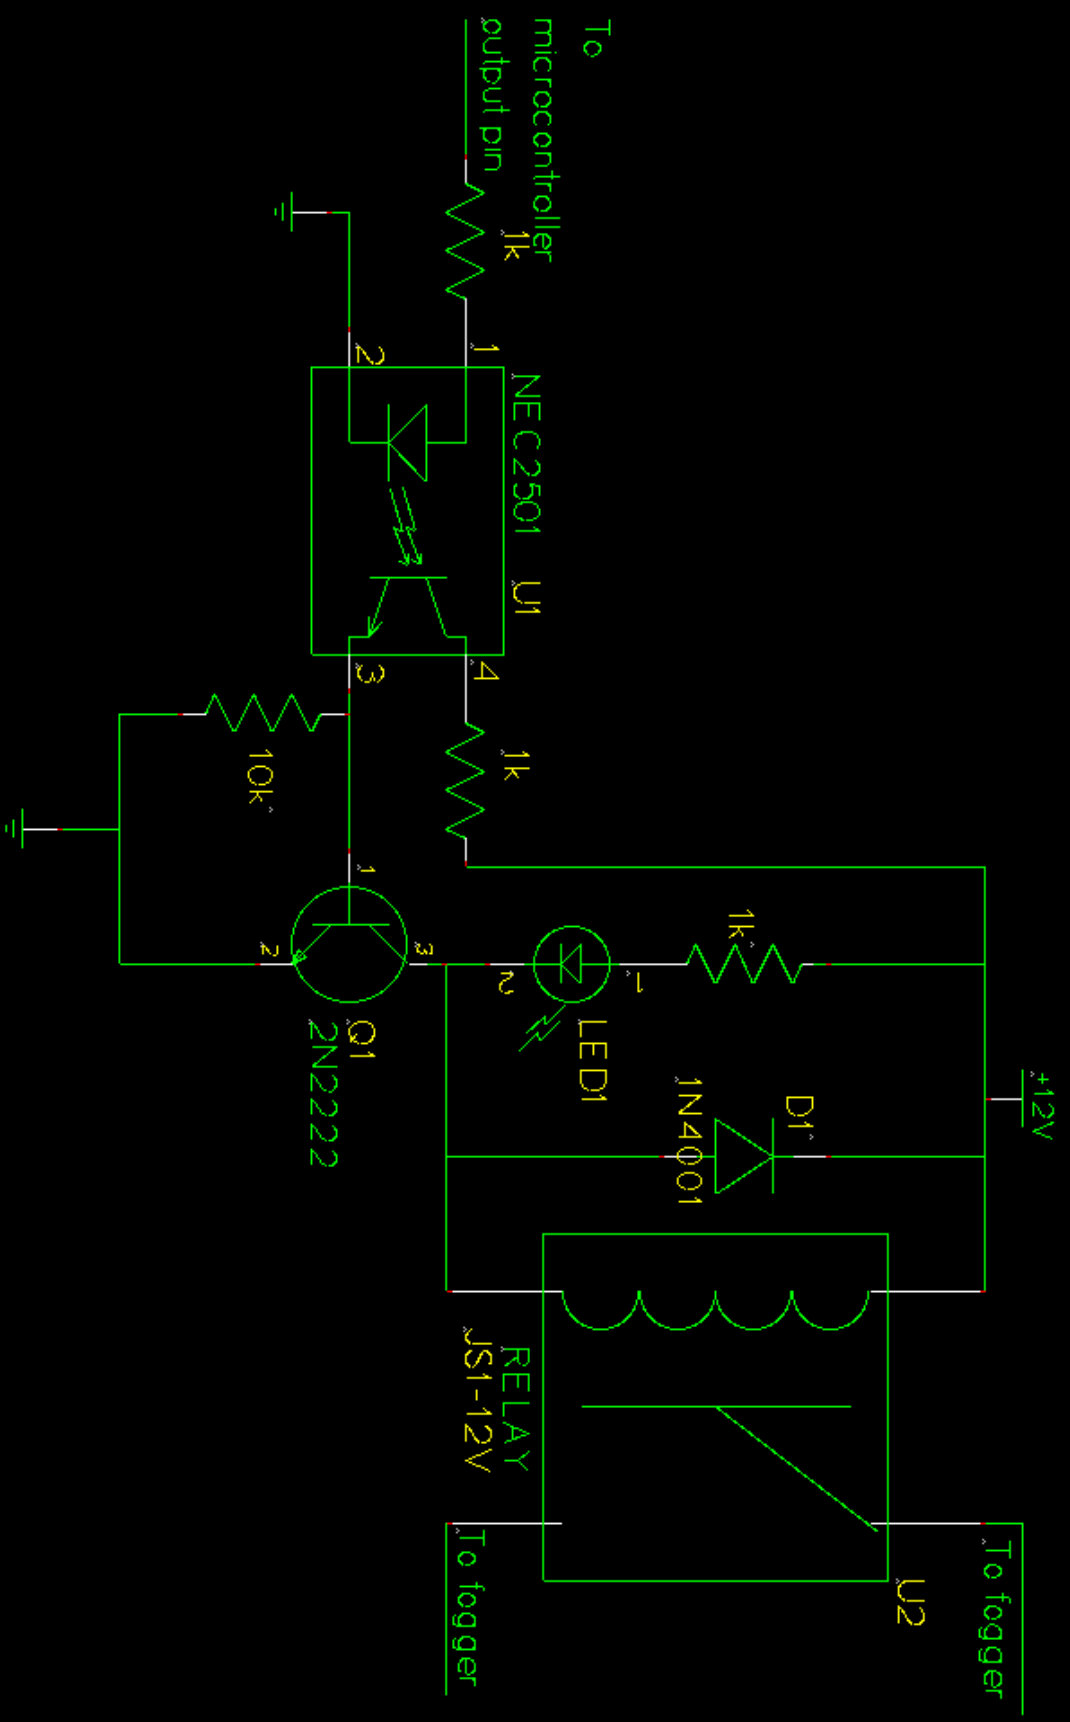 To
microcontroller
output pin
1k
1
2
NEC2501
U1
4
3
1k
10k
1
2
3
Q1
2N2222
1k
2
1
LED1
+12V
D1
1N4001
RELAY
JS1-12V
U2
To fogger
To fogger